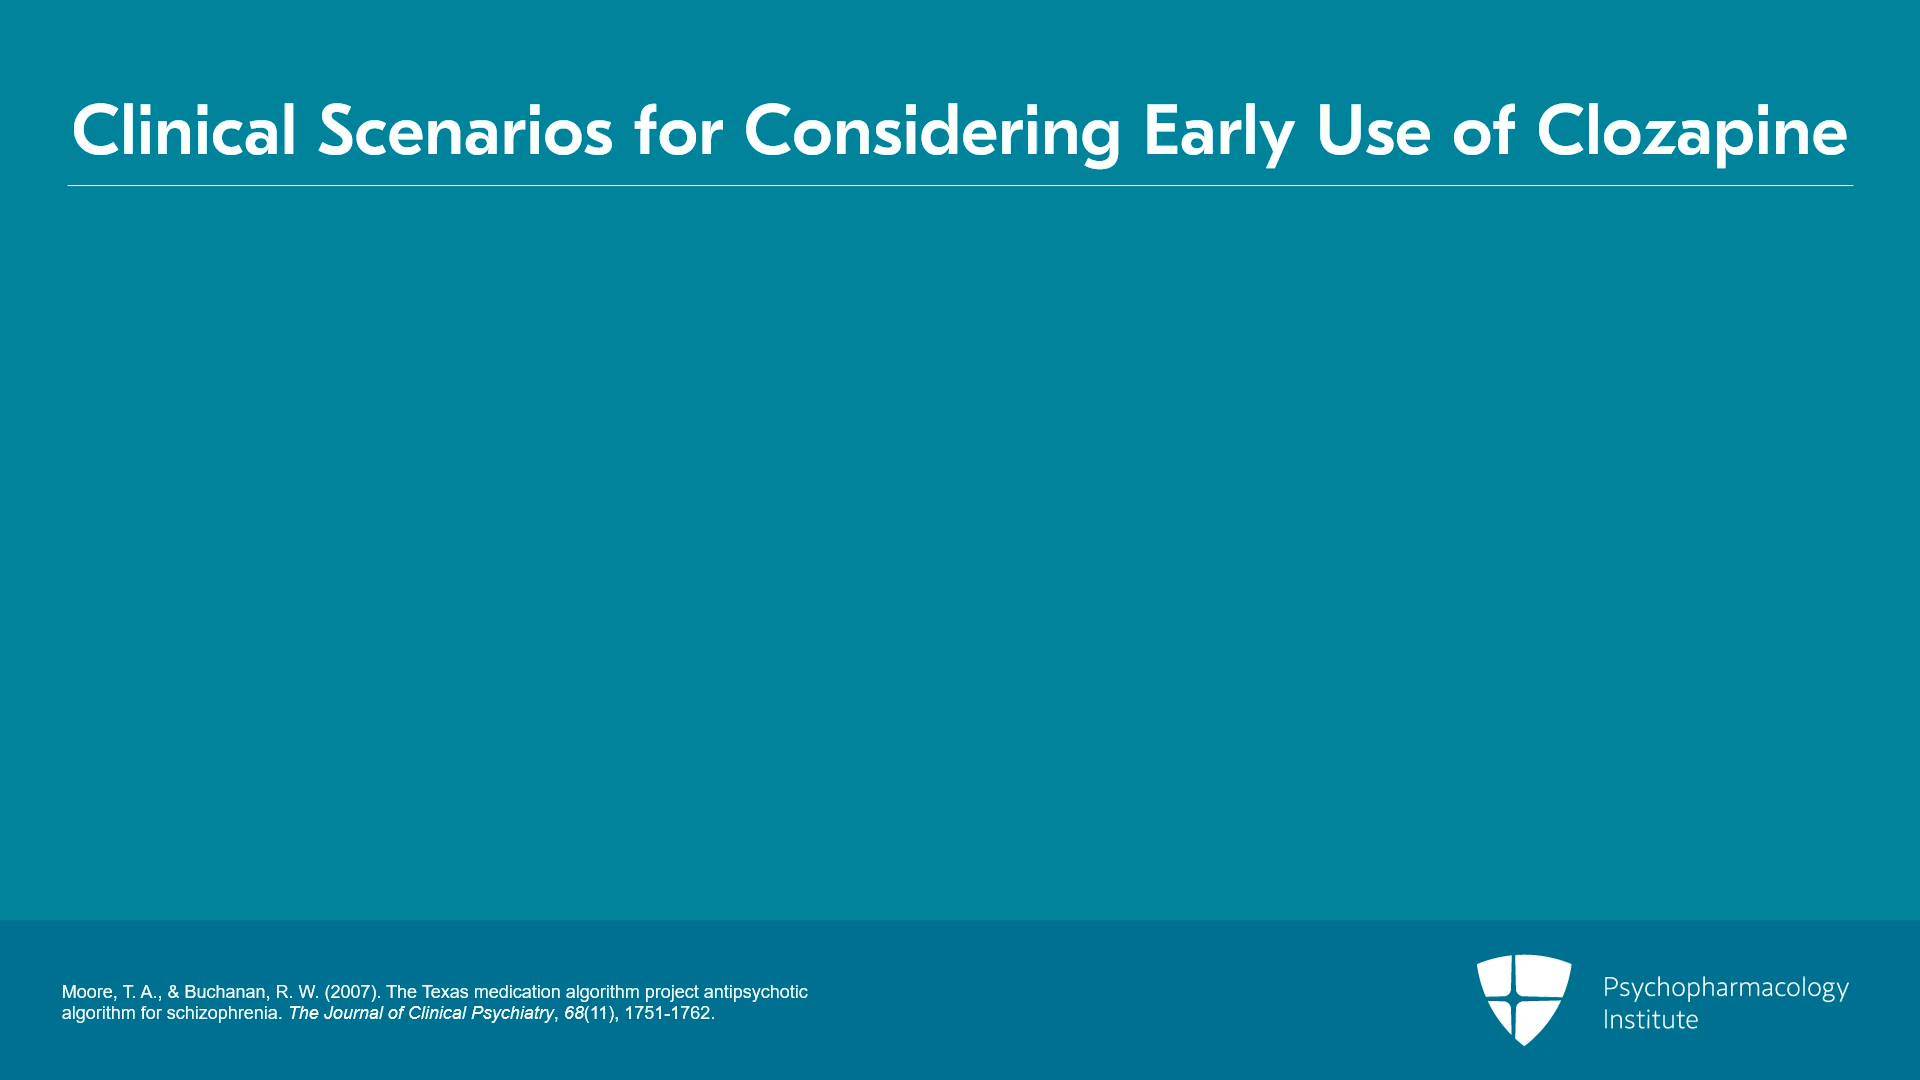 Clinical Scenarios for Considering Early Use of Clozapine
Moore, T. A., & Buchanan, R. W. (2007). The Texas medication algorithm project antipsychotic
algorithm for schizophrenia. The Journal of Clinical Psychiatry, 68(11), 1751-1762.
Psychopharmacology
Institute